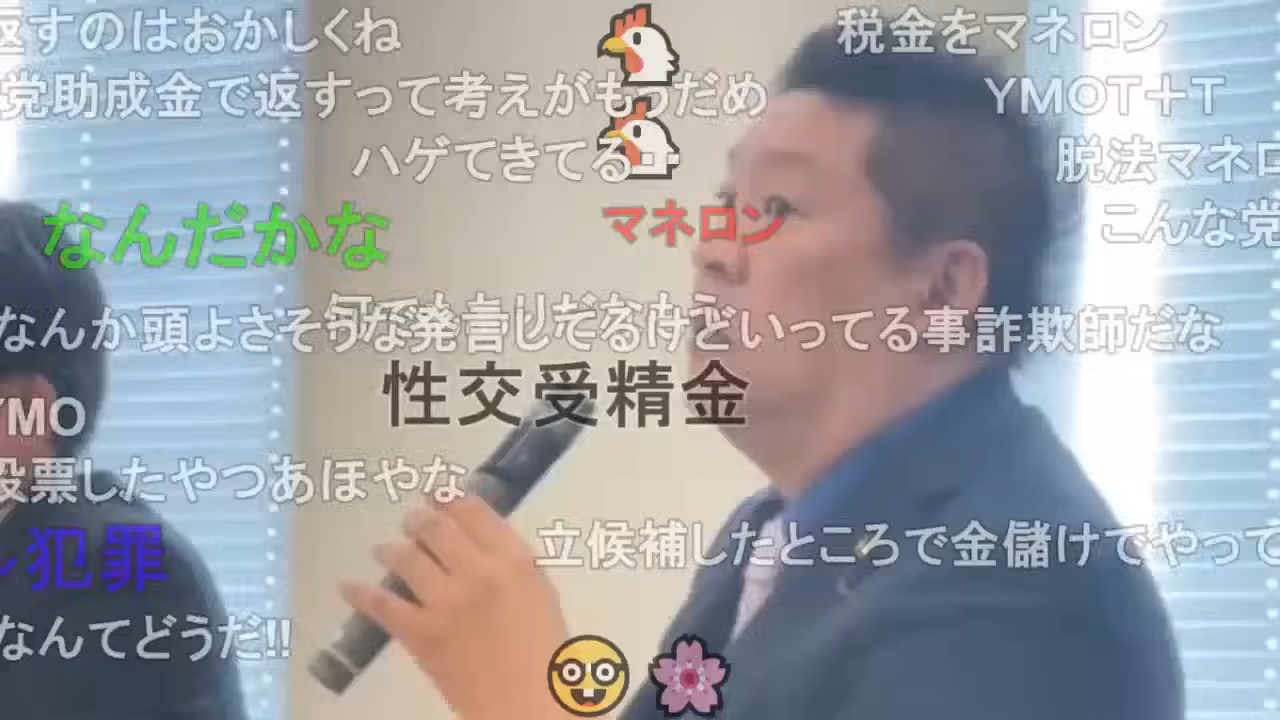 返すのはおかしくね
税金をマネロン
党助成金で返すって考えがもうだめ
YMOT+T
ハゲてきてる
脱法マネロ
なんだかな
マネロン
こんな党
なんか頭よさそうな発言してるけどいってる事詐欺師だな
性交受精金
YMO
投票したやつあほやな
立候補したところで金儲けでやって
犯罪
なんてどうだ!!